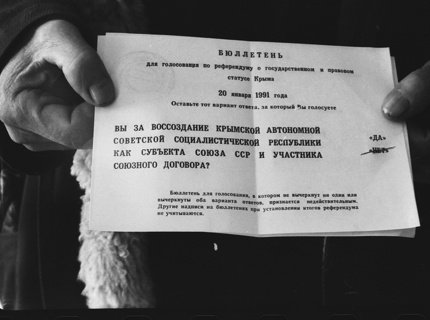 БЮЛЛЕТЕНЬ
для голосования по референдуму о государственном и правовом
статусе Крыма
20 января 1991 года
Оставьте тот вариант ответа, за который Вы голосуете
ВЫ ЗА ВОССОЗДАНИЕ КРЫМСКОЙ АВТОНОМНОЙ
СОВЕТСКОЙ СОЦИАЛИСТИЧЕСКОЙ РЕСПУБЛИКИ
КАК СУБЪЕКТА СОЮЗА ССР И УЧАСТНИКА
СОЮЗНОГО ДОГОВОРА?
«ДА»
«НЕТ»
Бюллетень для голосования, в котором не вычеркнут ни один или
вычеркнуты оба варианта ответов, признается недействительным.
Другие надписи на бюллетенях при установлении итогов референдума
не учитываются.